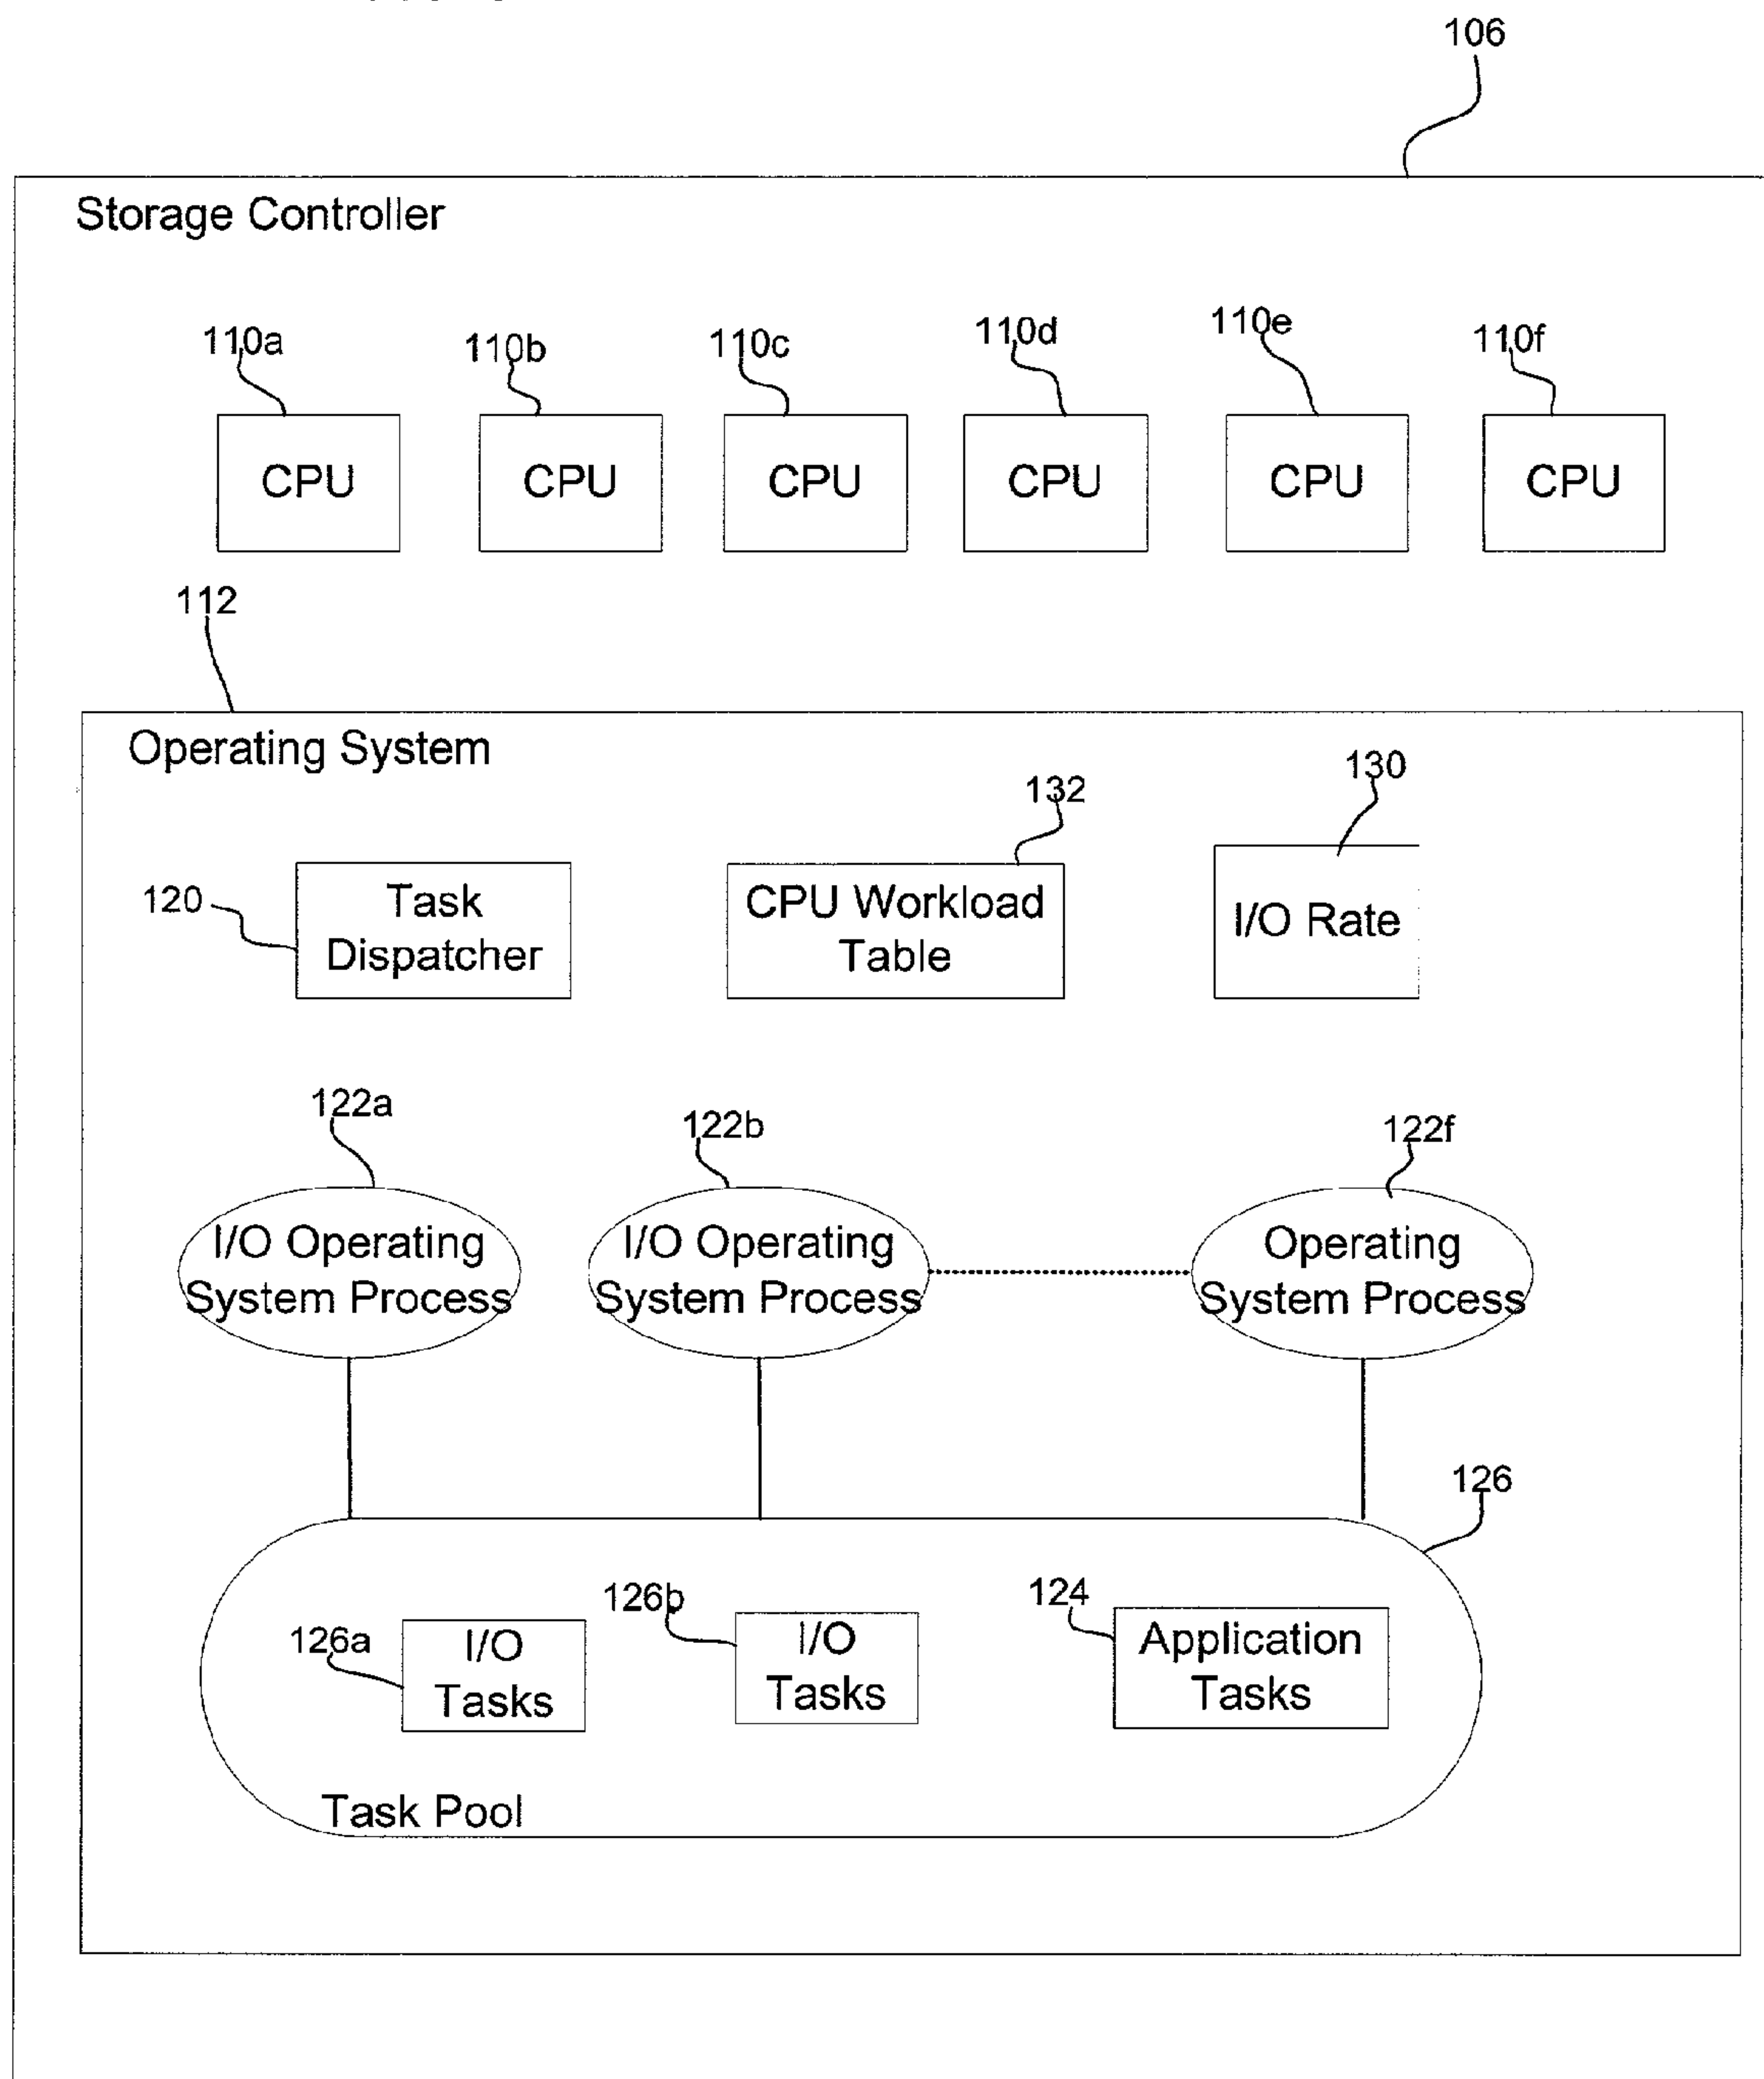 106
Storage Controller
110a
110b
110c
110d
110e
110f
CPU
CPU
CPU
CPU
CPU
CPU
112
Operating System
132
130
120
Task
Dispatcher
CPU Workload
Table
I/O Rate
122a
122b
122f
I/O Operating
System Process
I/O Operating
System Process
Operating
System Process
126
126a
I/O
Tasks
126b
I/O
Tasks
124
Application
Tasks
Task Pool